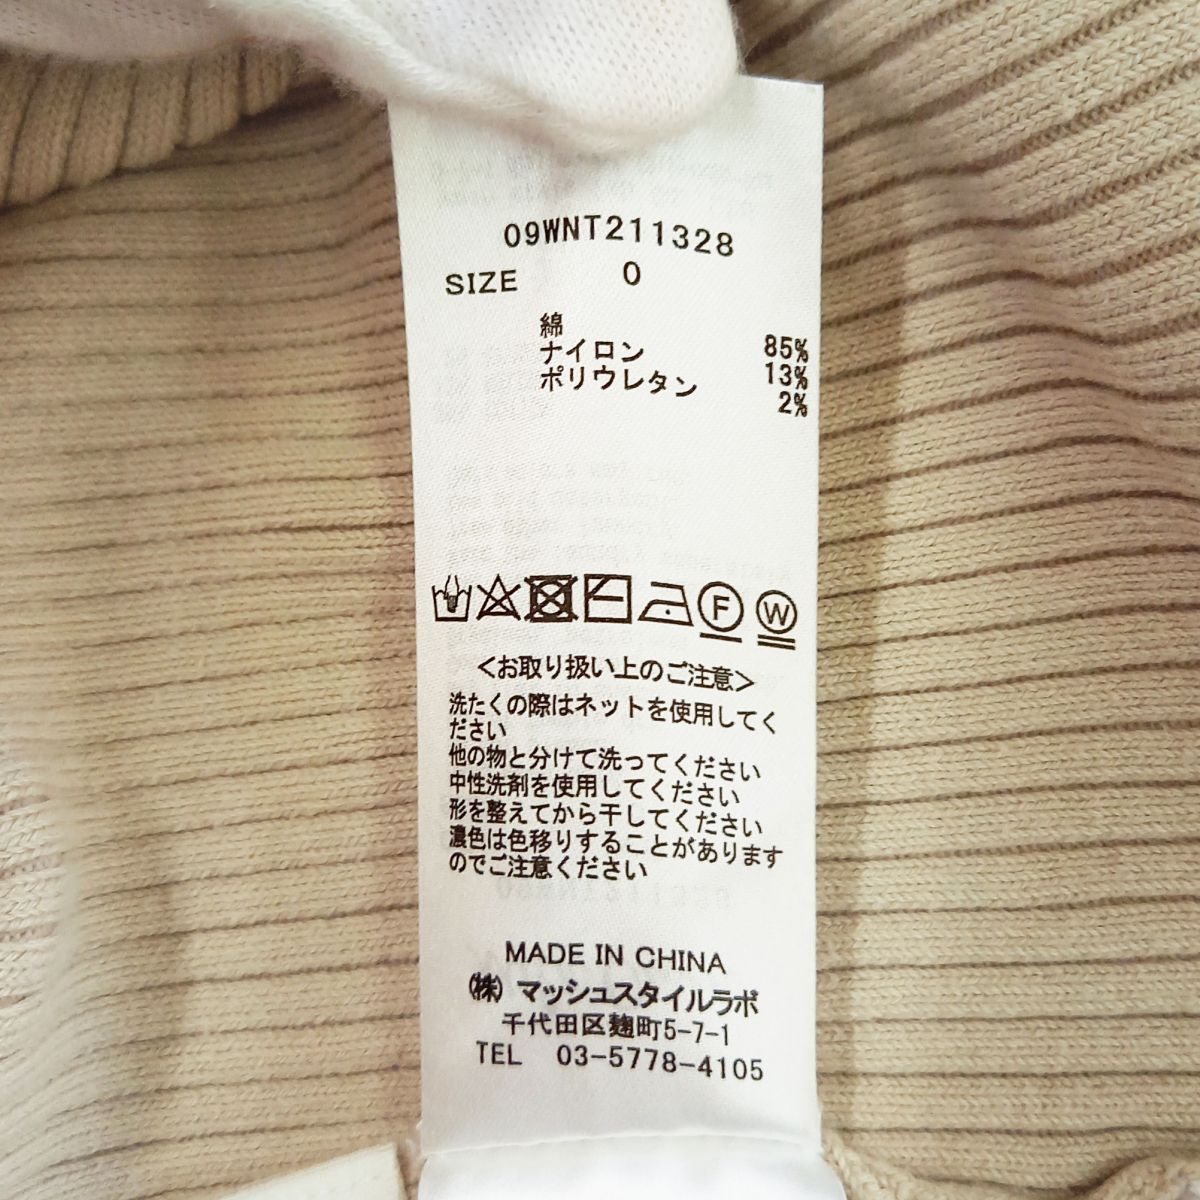 09WNT211328
SIZE 0
綿 85%
ナイロン 13%
ポリウレタン 2%
F W
<お取り扱い上のご注意>
洗たくの際はネットを使用してく
ださい
他の物と分けて洗ってください
中性洗剤を使用してください
形を整えてから干してください
濃色は色移りすることがあります
のでご注意ください
MADE IN CHINA
(株) マッシュスタイルラボ
千代田区麹町5-7-1
TEL 03-5778-4105